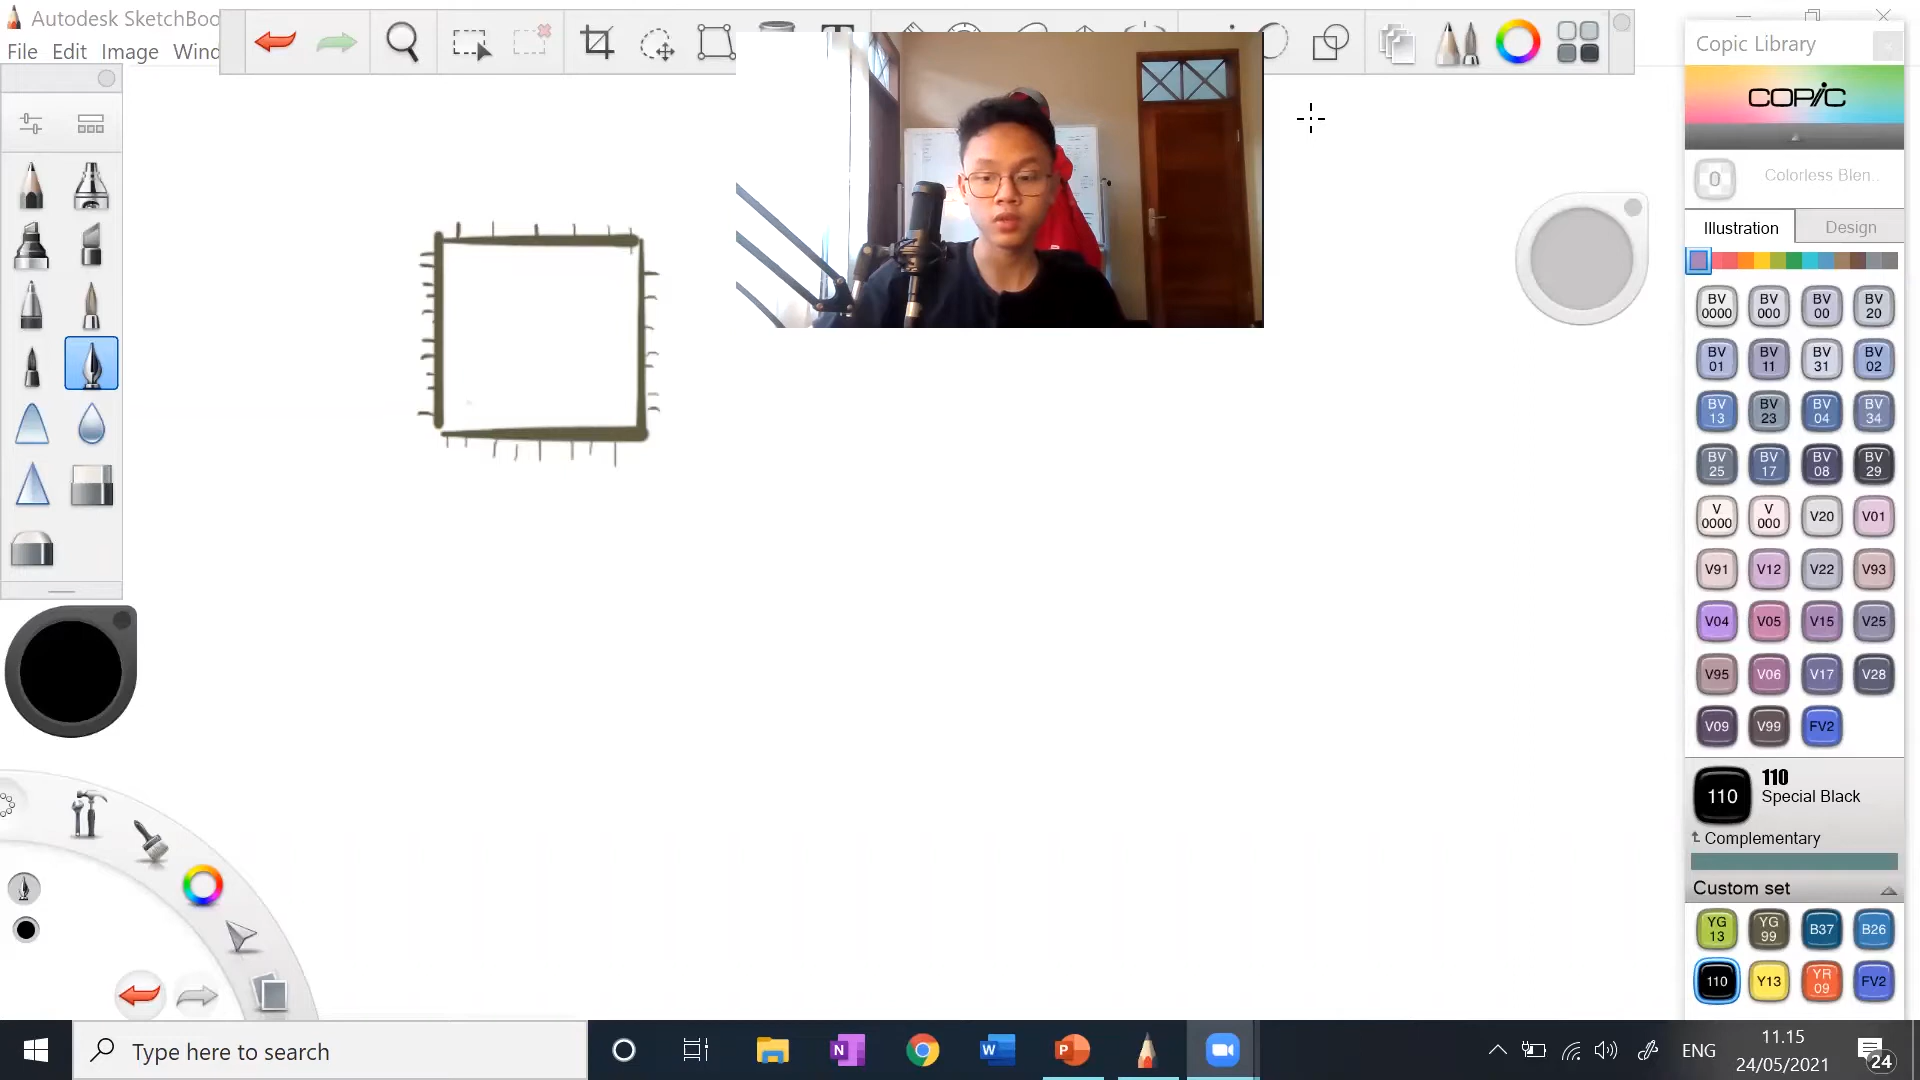 Autodesk SketchBo
File Edit Image Wind
Copic Library
COPIC
0 Colorless Blen..
Illustration Design
BV 0000 BV 000 BV 00 BV 20
BV 01 BV 11 BV 31 BV 02
BV 13 BV 23 BV 04 BV 34
BV 25 BV 17 BV 08 BV 29
V 0000 V 000 V20 V01
V91 V12 V22 V93
V04 V05 V15 V25
V95 V06 V17 V28
V09 V99 FV2
110 110
Special Black
Complementary
Custom set
YG 13 YG 99 B37 B26
110 Y13 YR 09 FV2
Type here to search
N W P
ENG
11.15
24/05/2021
24